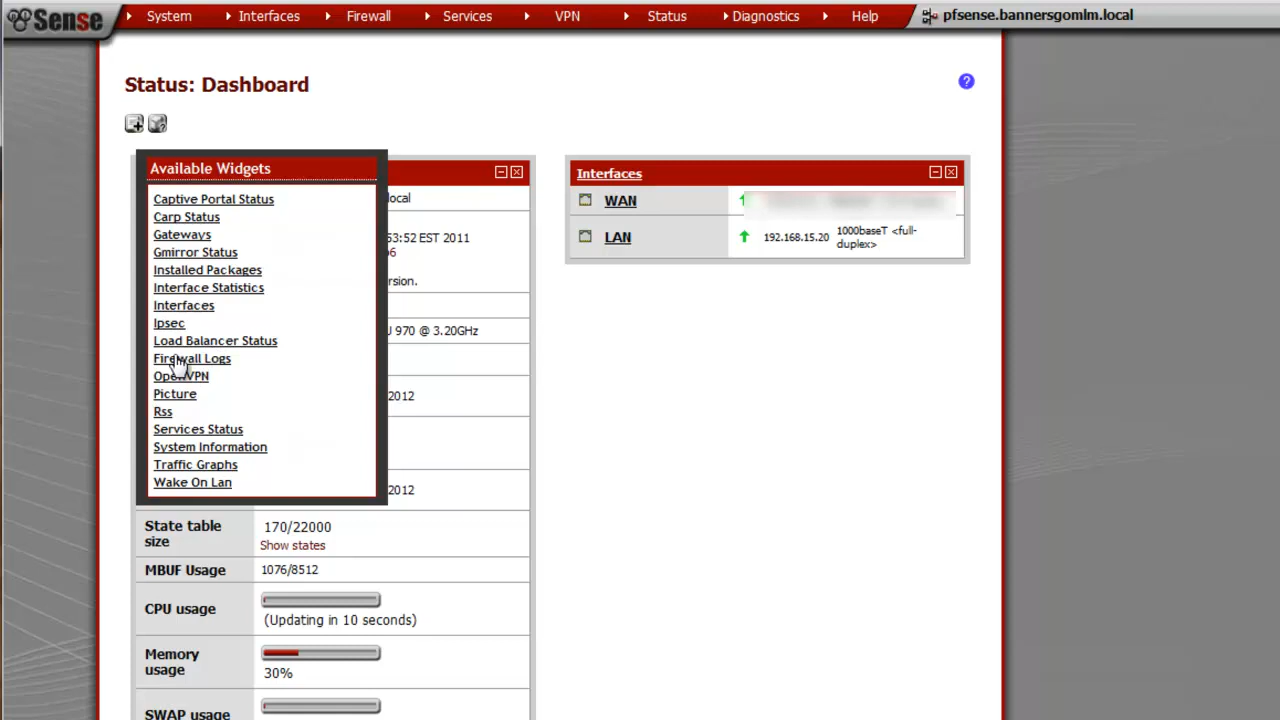 Sense
System
Interfaces
Firewall
Services
VPN
Status
Diagnostics
Help
pfsense.bannersgomlm.local
Status: Dashboard
?
Available Widgets
Captive Portal Status
Carp Status
Gateways
Gmirror Status
Installed Packages
Interface Statistics
Interfaces
Ipsec
Load Balancer Status
Firewall Logs
OpenVPN
Picture
Rss
Services Status
System Information
Traffic Graphs
Wake On Lan
local
53:52 EST 2011
rsion.
970 @ 3.20GHz
2012
2012
State table size
170/22000
Show states
MBUF Usage
1076/8512
CPU usage
(Updating in 10 seconds)
Memory usage
30%
SWAP usage
Interfaces
WAN
LAN
192.168.15.20
1000baseT <full-
duplex>